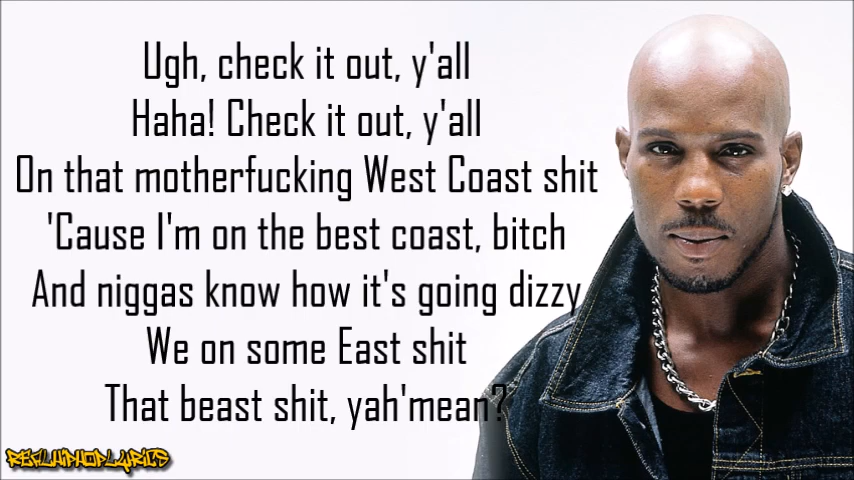 Ugh, check it out, y'all
Haha! Check it out, y'all
On that motherfucking West Coast shit
'Cause I'm on the best coast, bitch
And niggas know how it's going dizzy
We on some East shit
That beast shit, yah'mean?
REALHIPHOPLYRICS